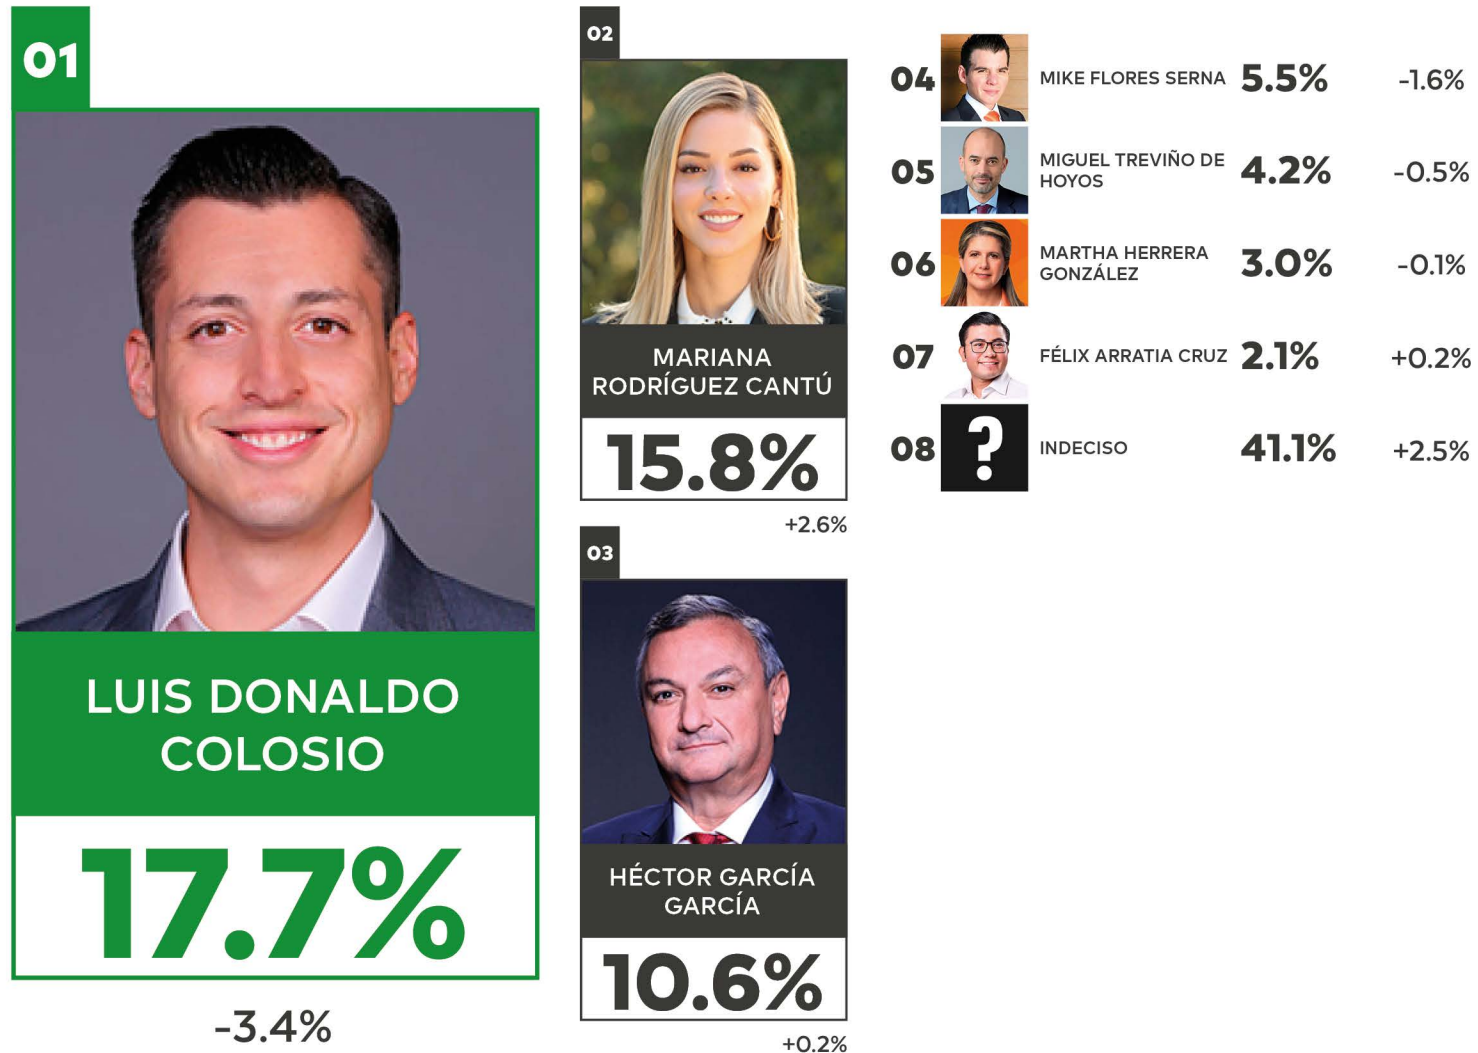 01
LUIS DONALDO
COLOSIO
17.7%
-3.4%
02
MARIANA
RODRÍGUEZ CANTÚ
15.8%
+2.6%
03
HÉCTOR GARCÍA
GARCÍA
10.6%
+0.2%
04 MIKE FLORES SERNA 5.5% -1.6%
05 MIGUEL TREVIÑO DE
HOYOS 4.2% -0.5%
06 MARTHA HERRERA
GONZÁLEZ 3.0% -0.1%
07 FÉLIX ARRATIA CRUZ 2.1% +0.2%
08 ? INDECISO 41.1% +2.5%